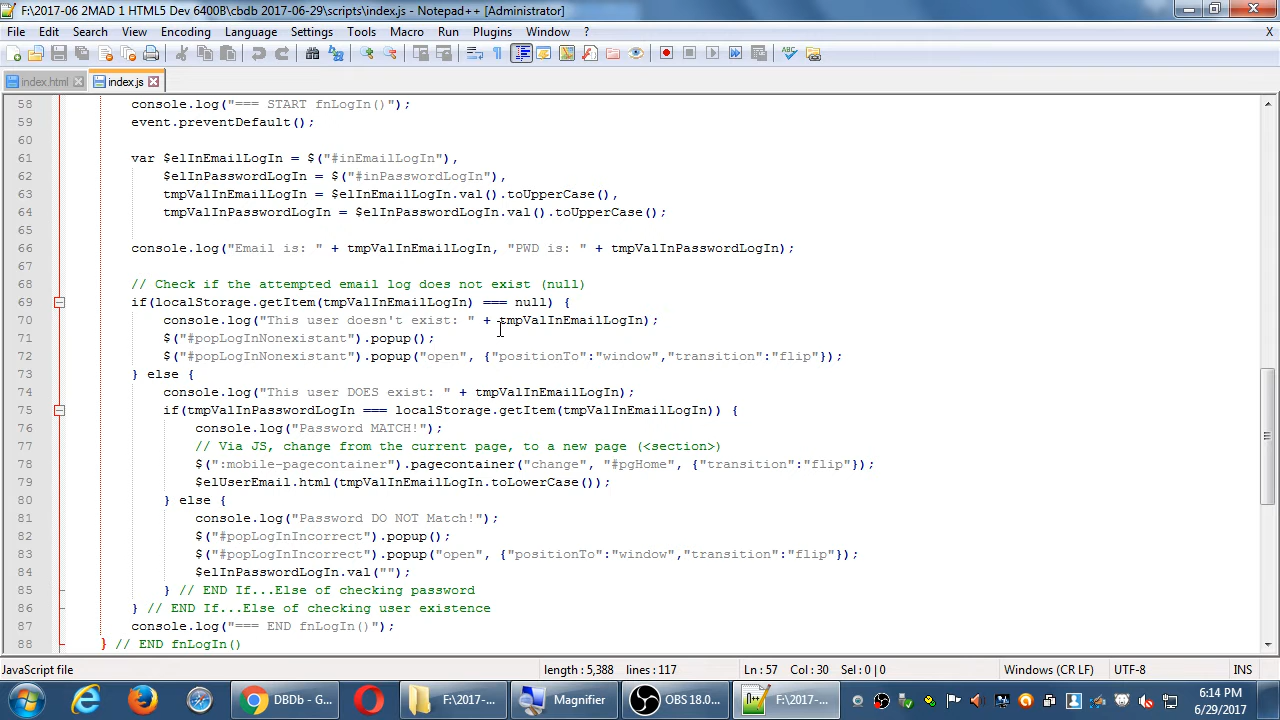 F:\2017-06 2MAD 1 HTML5 Dev 6400B\cbdb 2017-06-29\scripts\index.js - Notepad++ [Administrator]
File Edit Search View Encoding Language Settings Tools Macro Run Plugins Window ? X
index.html index.js
58 console.log("=== START fnLogIn()");
59 event.preventDefault();
60
61 var $elInEmailLogIn = $("#inEmailLogIn"),
62 $elInPasswordLogIn = $("#inPasswordLogIn"),
63 tmpValInEmailLogIn = $elInEmailLogIn.val().toUpperCase(),
64 tmpValInPasswordLogIn = $elInPasswordLogIn.val().toUpperCase();
65
66 console.log("Email is: " + tmpValInEmailLogIn, "PWD is: " + tmpValInPasswordLogIn);
67
68 // Check if the attempted email log does not exist (null)
69 if(localStorage.getItem(tmpValInEmailLogIn) === null) {
70 console.log("This user doesn't exist: " + tmpValInEmailLogIn);
71 $("#popLogInNonexistant").popup();
72 $("#popLogInNonexistant").popup("open", {"positionTo":"window","transition":"flip"});
73 } else {
74 console.log("This user DOES exist: " + tmpValInEmailLogIn);
75 if(tmpValInPasswordLogIn === localStorage.getItem(tmpValInEmailLogIn)) {
76 console.log("Password MATCH!");
77 // Via JS, change from the current page, to a new page (<section>)
78 $(":mobile-pagecontainer").pagecontainer("change", "#pgHome", {"transition":"flip"});
79 $elUserEmail.html(tmpValInEmailLogIn.toLowerCase());
80 } else {
81 console.log("Password DO NOT Match!");
82 $("#popLogInIncorrect").popup();
83 $("#popLogInIncorrect").popup("open", {"positionTo":"window","transition":"flip"});
84 $elInPasswordLogIn.val("");
85 } // END If...Else of checking password
86 } // END If...Else of checking user existence
87 console.log("=== END fnLogIn()");
88 } // END fnLogIn()
JavaScript file length : 5,388 lines : 117 Ln : 57 Col : 30 Sel : 0 | 0 Windows (CR LF) UTF-8 INS
DBDb - G... F:\2017-... Magnifier OBS 18.0... F:\2017-... 6:14 PM
6/29/2017